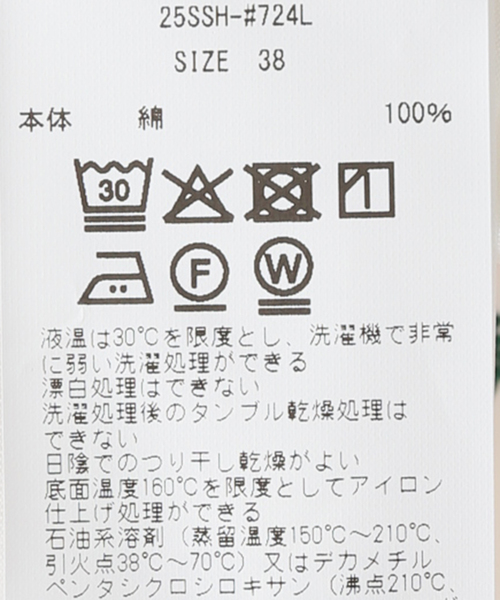 25SSH-#724L
SIZE 38
本体 綿 100%
30
F W
液温は30℃を限度とし、洗濯機で非常
に弱い洗濯処理ができる
漂白処理はできない
洗濯処理後のタンブル乾燥処理は
できない
日陰でのつり干し乾燥がよい
底面温度160℃を限度としてアイロン
仕上げ処理ができる
石油系溶剤（蒸留温度150℃～210℃、
引火点38℃～70℃）又はデカメチル
ペンタシクロシロキサン（沸点210℃、